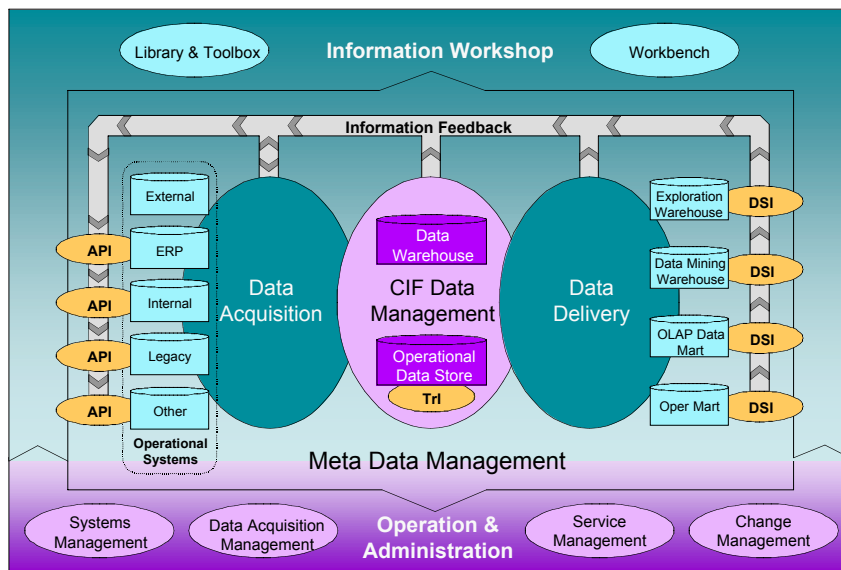 Library & Toolbox
Information Workshop
Workbench
Information Feedback
External
ERP
Internal
Legacy
Other
Operational
Systems
API
API
API
API
Data
Acquisition
Data
Warehouse
CIF Data
Management
Operational
Data Store
TrI
Data
Delivery
Exploration
Warehouse
DSI
Data Mining
Warehouse
DSI
OLAP Data
Mart
DSI
Oper Mart
DSI
Meta Data Management
Systems
Management
Data Acquisition
Management
Operation &
Administration
Service
Management
Change
Management